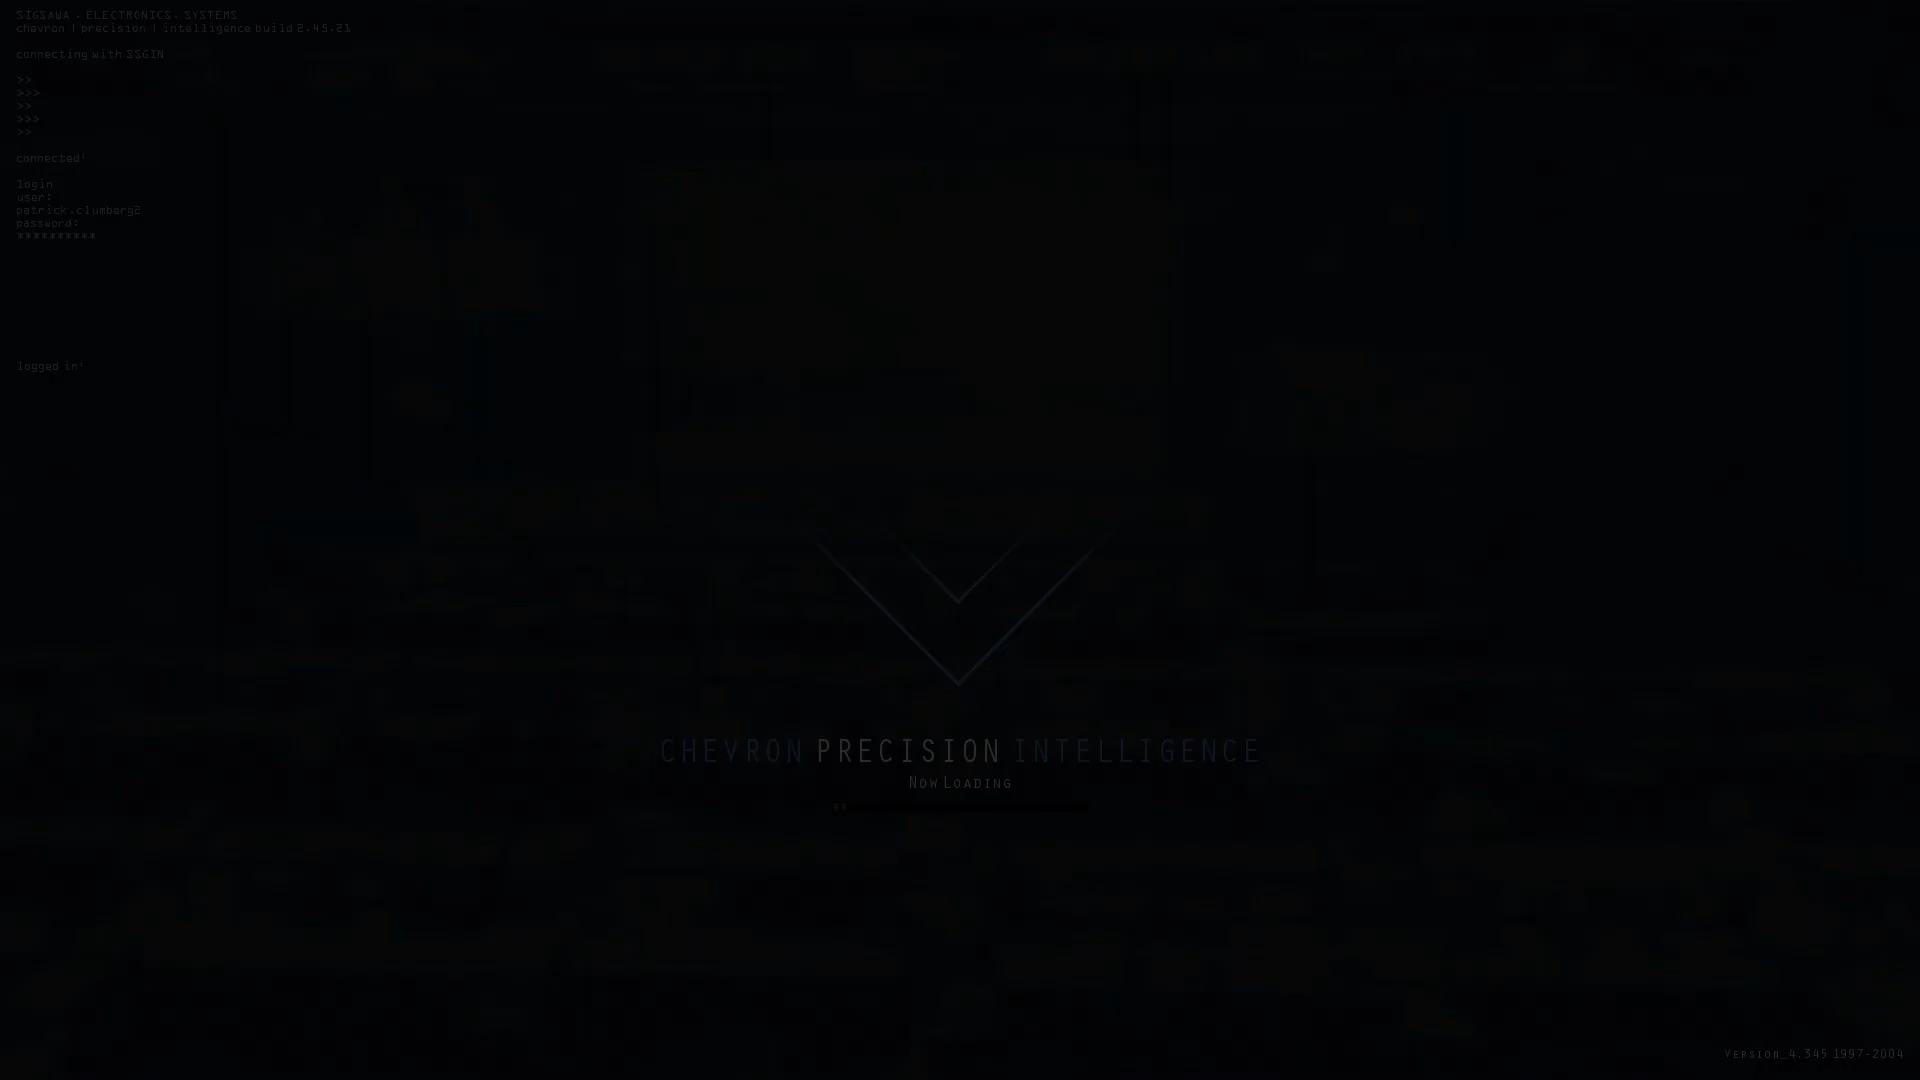 SIGSAWA . ELECTRONICS. SYSTEMS
chevron | precision | intelligence build 2.45.21
connecting with SSGIN
>>
>>>
>>
>>>
>>
connected'
login
user:
patrick.clumberg2
password:
**********
logged in'
CHEVRON PRECISION INTELLIGENCE
Now Loading
Version_4.345 1997-2004